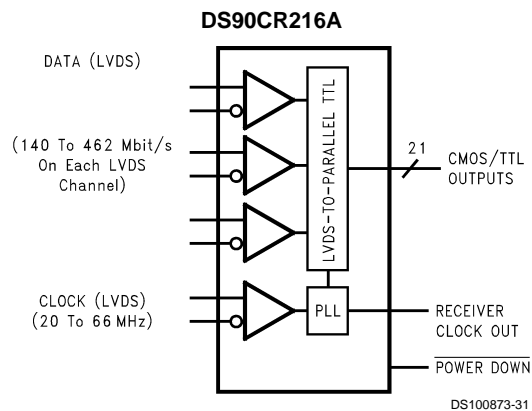 DS90CR216A
DATA (LVDS)
(140 To 462 Mbit/s
On Each LVDS
Channel)
CLOCK (LVDS)
(20 To 66 MHz)
LVDS-TO-PARALLEL TTL
PLL
21
CMOS/TTL
OUTPUTS
RECEIVER
CLOCK OUT
POWER DOWN
DS100873-31